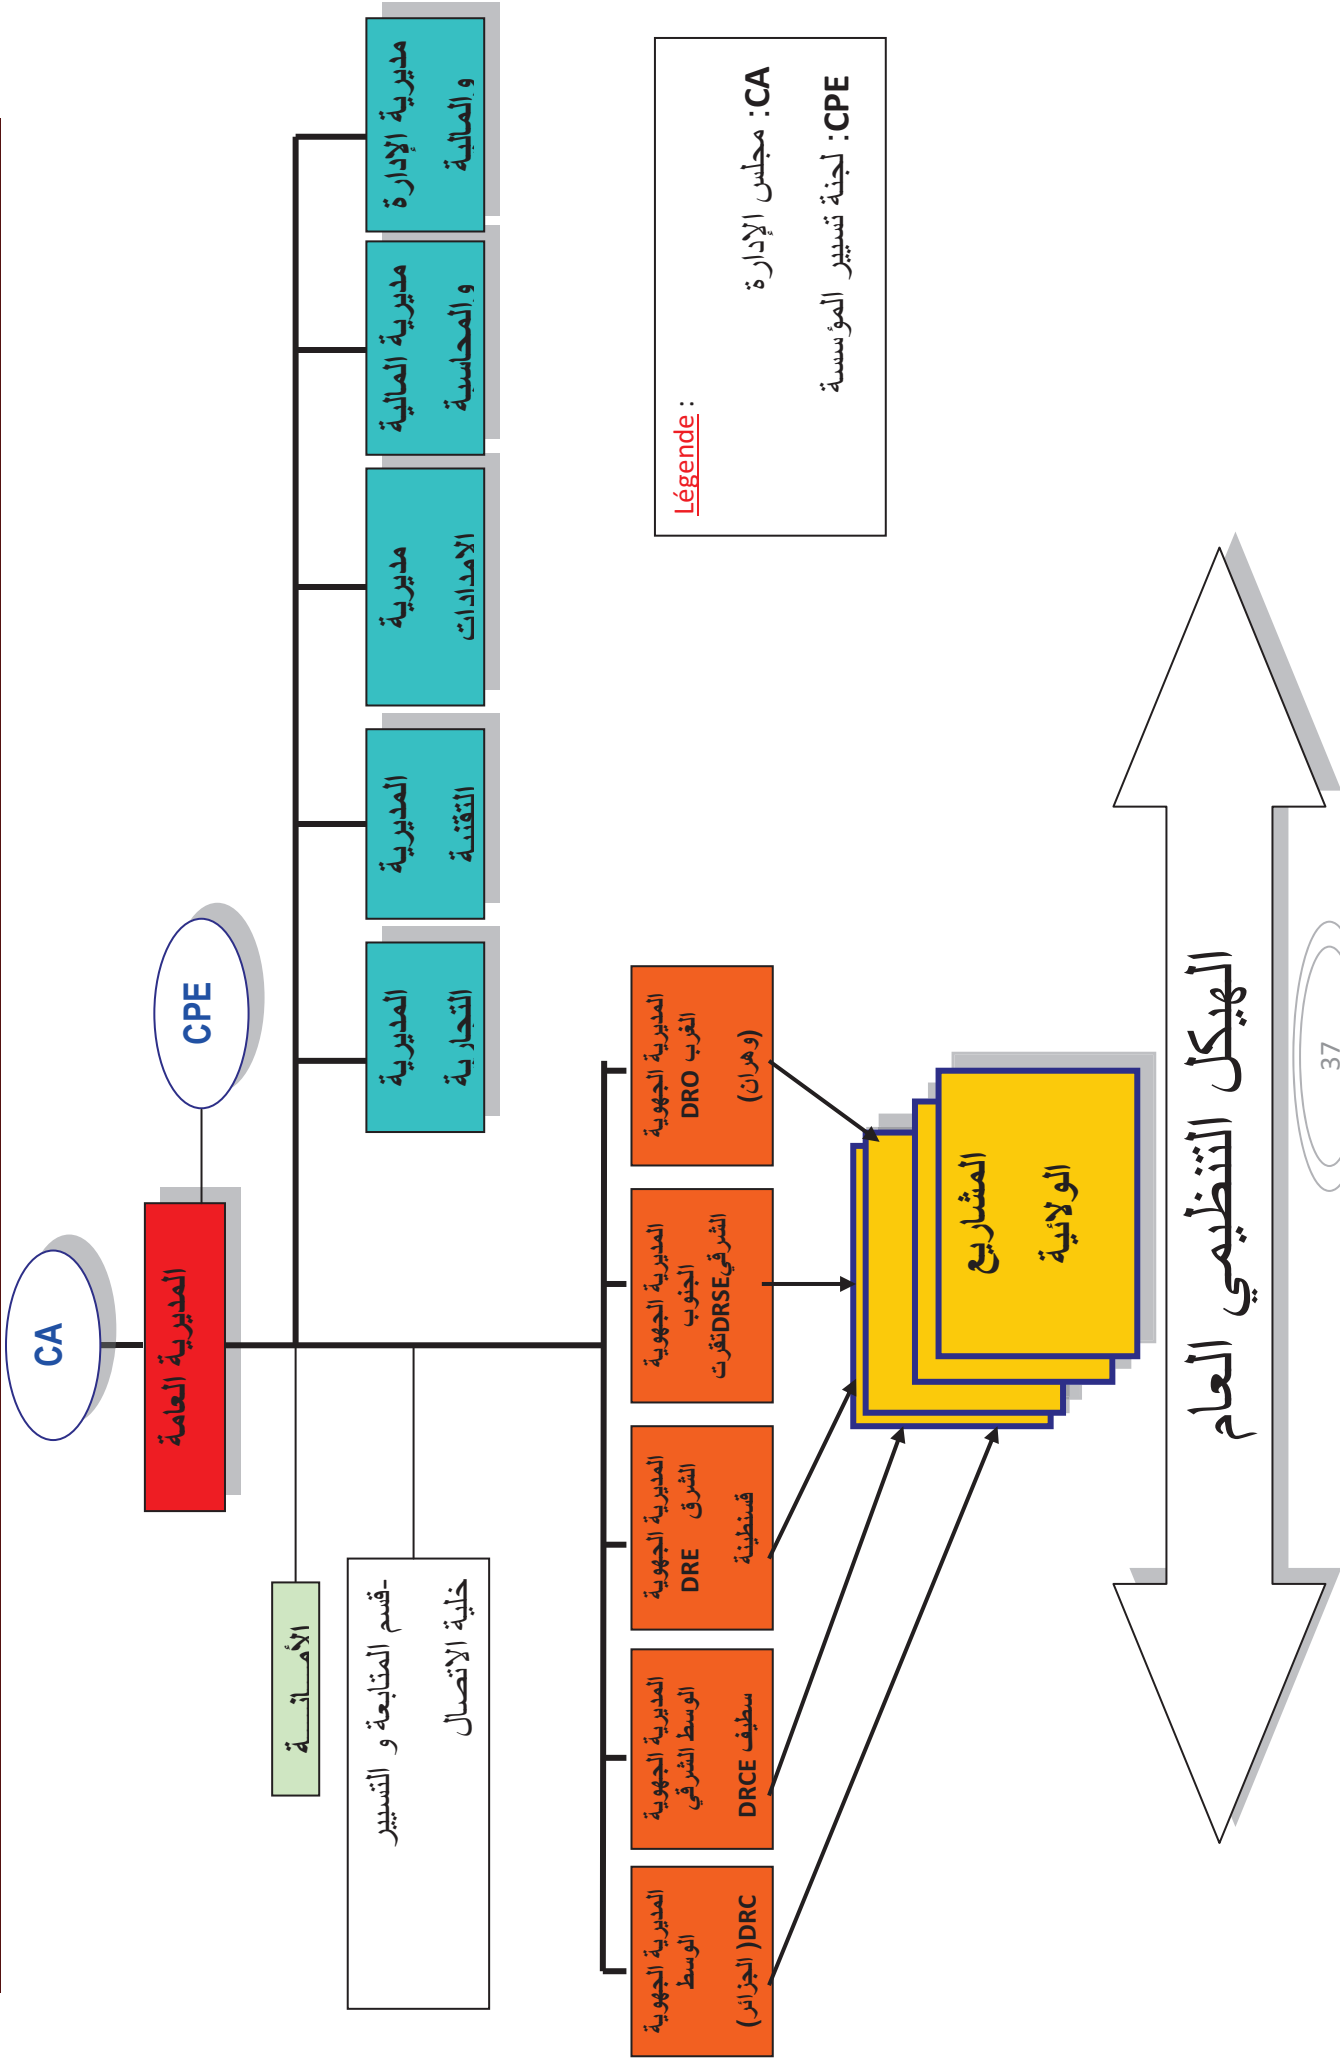 CA
CPE
المديرية العامة
الأمـــانـــــة
-قسم المتابعة و التسيير
خلية الاتصال
المديرية
التجارية
المديرية
التقنية
مديرية
الامدادات
مديرية المالية
و المحاسبة
مديرية الإدارة
و المالية
المديرية الجهوية
الوسط
DRC( الجزائر)
المديرية الجهوية
الوسط الشرقي
DRCE سطيف
المديرية الجهوية
الشرق DRE
قسنطينة
المديرية الجهوية
الجنوب
الشرقيDRSEتقرت
المديرية الجهوية
الغرب DRO
(وهران)
المشاريع
الولائية
Légende :
CA: مجلس الإدارة
CPE: لجنة تسيير المؤسسة
الهيكل التنظيمي العام
37